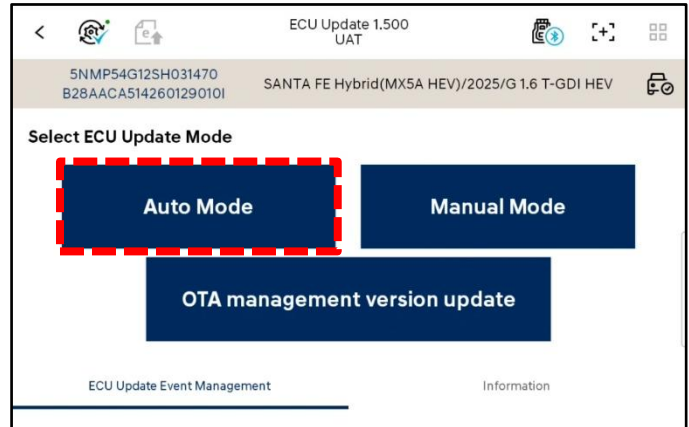 ECU Update 1.500
UAT
5NMP54G12SH031470
B28AACA514260129010I
SANTA FE Hybrid(MX5A HEV)/2025/G 1.6 T-GDI HEV
Select ECU Update Mode
Auto Mode
Manual Mode
OTA management version update
ECU Update Event Management
Information